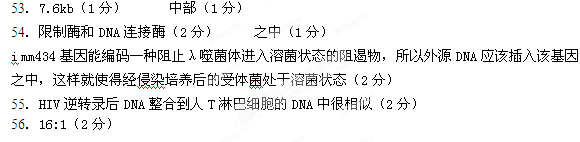 53. 7.6kb（1分） 中部（1分）
54. 限制酶和 DNA 连接酶（2分） 之中（1分）
i mm434 基因能编码一种阻止λ噬菌体进入溶菌状态的阻遏物，所以外源 DNA 应该插入该基因
之中，这样就使得经侵染培养后的受体菌处于溶菌状态（2分）
55. HIV 逆转录后 DNA 整合到人 T 淋巴细胞的 DNA 中很相似（2分）
56. 16:1（2分）